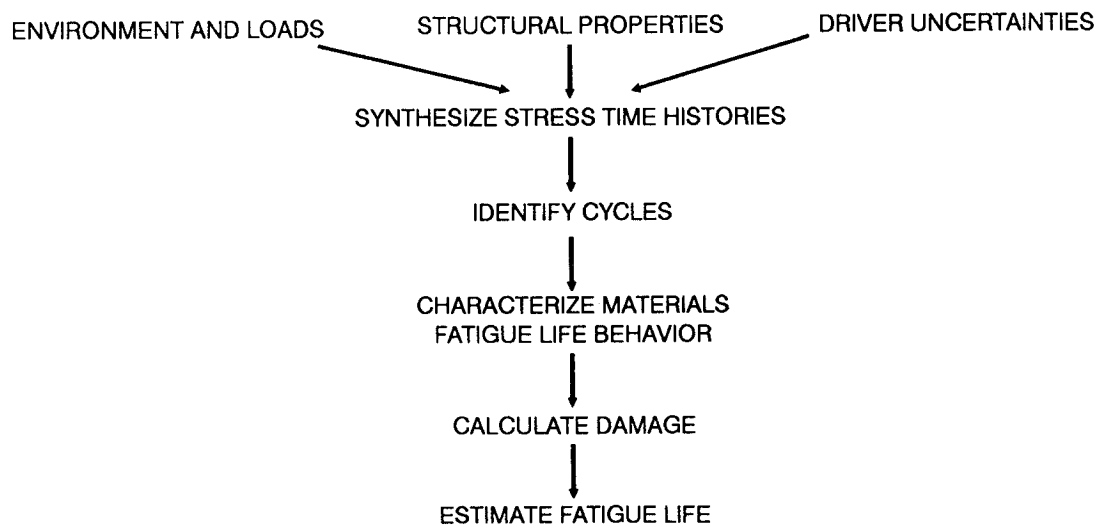 ENVIRONMENT AND LOADS
STRUCTURAL PROPERTIES
DRIVER UNCERTAINTIES
SYNTHESIZE STRESS TIME HISTORIES
IDENTIFY CYCLES
CHARACTERIZE MATERIALS
FATIGUE LIFE BEHAVIOR
CALCULATE DAMAGE
ESTIMATE FATIGUE LIFE